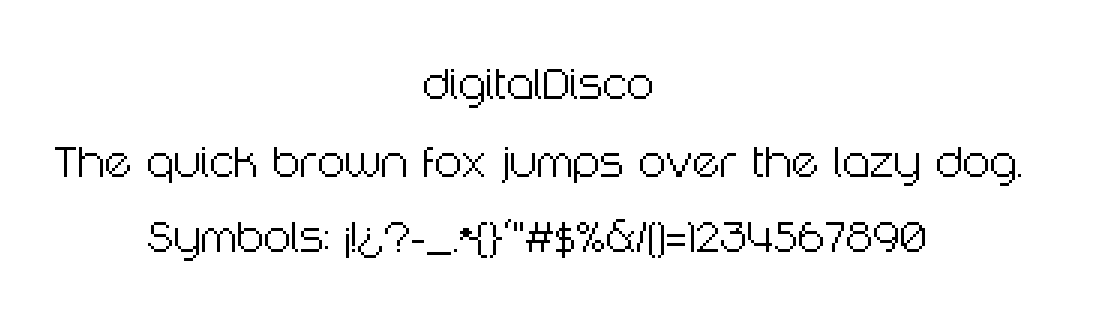 digitalDisco
The quick brown fox jumps over the lazy dog.
Symbols: ¡!¿?-_.*{}´"#$%&/()=1234567890